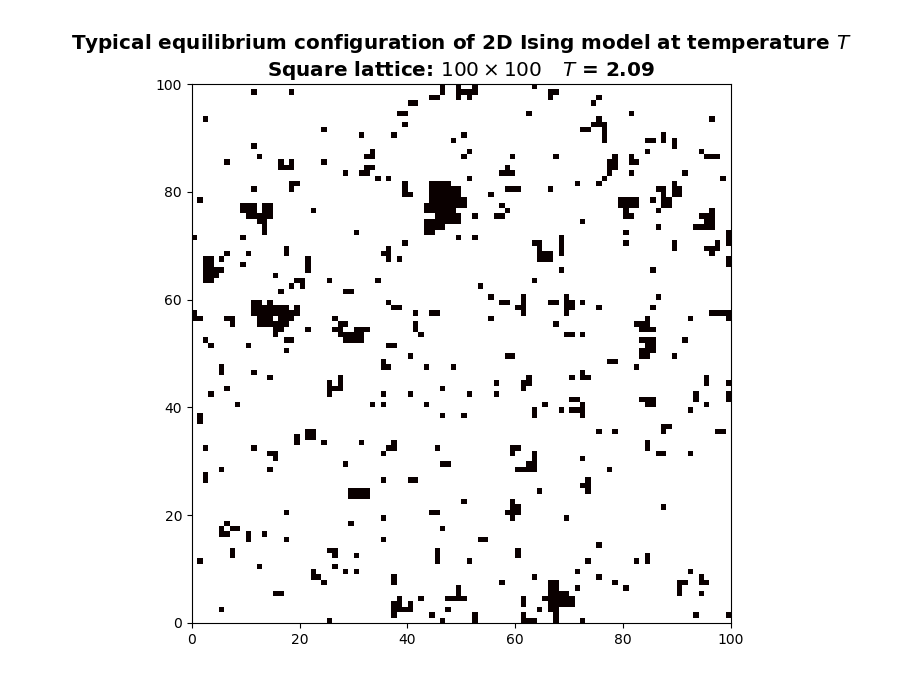 Typical equilibrium configuration of 2D Ising model at temperature T
Square lattice: 100 × 100 T = 2.09
100
80
60
40
20
0
0 20 40 60 80 100